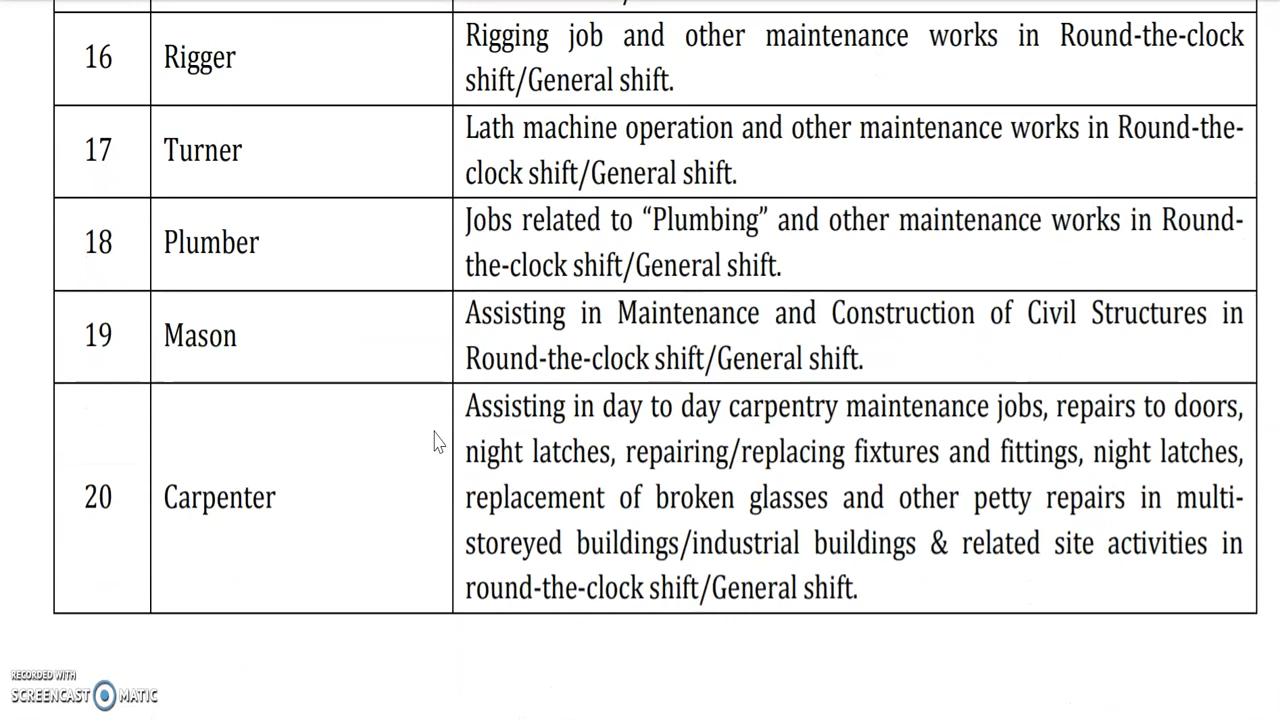 16 Rigger Rigging job and other maintenance works in Round-the-clock
shift/General shift.
17 Turner Lath machine operation and other maintenance works in Round-the-
clock shift/General shift.
18 Plumber Jobs related to “Plumbing” and other maintenance works in Round-
the-clock shift/General shift.
19 Mason Assisting in Maintenance and Construction of Civil Structures in
Round-the-clock shift/General shift.
20 Carpenter Assisting in day to day carpentry maintenance jobs, repairs to doors,
night latches, repairing/replacing fixtures and fittings, night latches,
replacement of broken glasses and other petty repairs in multi-
storeyed buildings/industrial buildings & related site activities in
round-the-clock shift/General shift.
RECORDED WITH
SCREENCAST MATIC